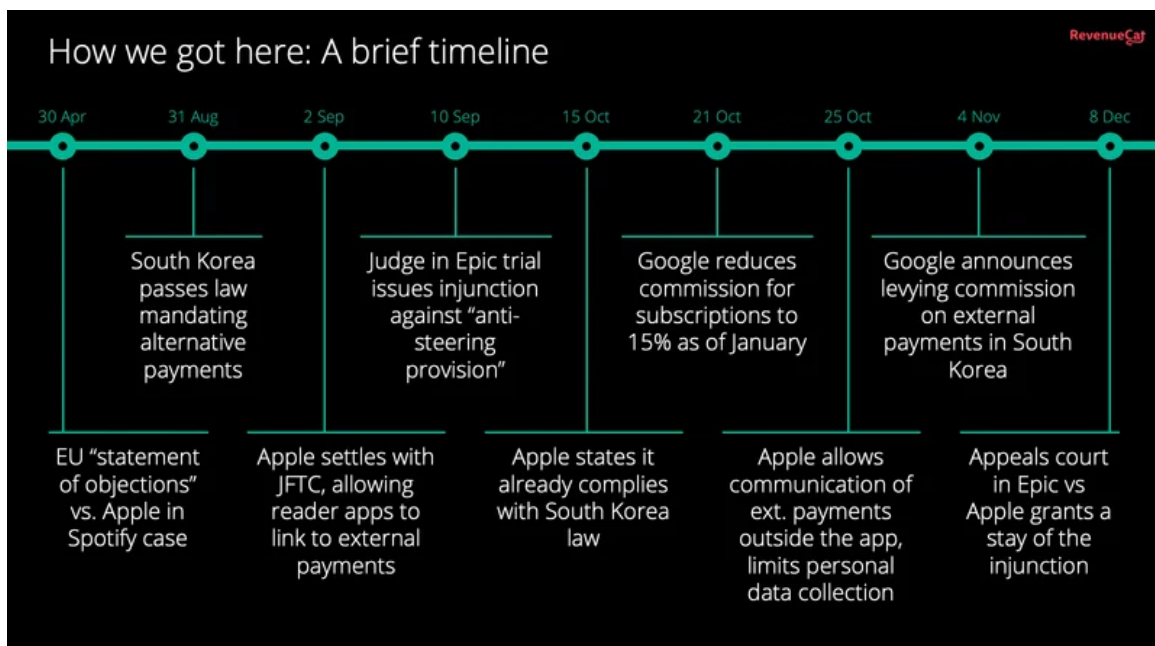 How we got here: A brief timeline
RevenueCat
30 Apr
31 Aug
2 Sep
10 Sep
15 Oct
21 Oct
25 Oct
4 Nov
8 Dec
South Korea
passes law
mandating
alternative
payments
Judge in Epic trial
issues injunction
against “anti-
steering
provision”
Google reduces
commission for
subscriptions to
15% as of January
Google announces
levying commission
on external
payments in South
Korea
EU “statement
of objections”
vs. Apple in
Spotify case
Apple settles with
JFTC, allowing
reader apps to
link to external
payments
Apple states it
already complies
with South Korea
law
Apple allows
communication of
ext. payments
outside the app,
limits personal
data collection
Appeals court
in Epic vs
Apple grants a
stay of the
injunction